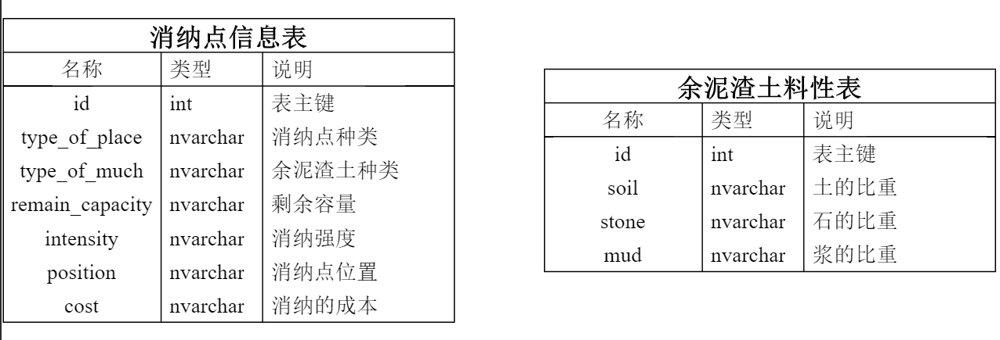 消纳点信息表
名称 类型 说明
id int 表主键
type_of_place nvarchar 消纳点种类
type_of_much nvarchar 余泥渣土种类
remain_capacity nvarchar 剩余容量
intensity nvarchar 消纳强度
position nvarchar 消纳点位置
cost nvarchar 消纳的成本
余泥渣土料性表
名称 类型 说明
id int 表主键
soil nvarchar 土的比重
stone nvarchar 石的比重
mud nvarchar 浆的比重